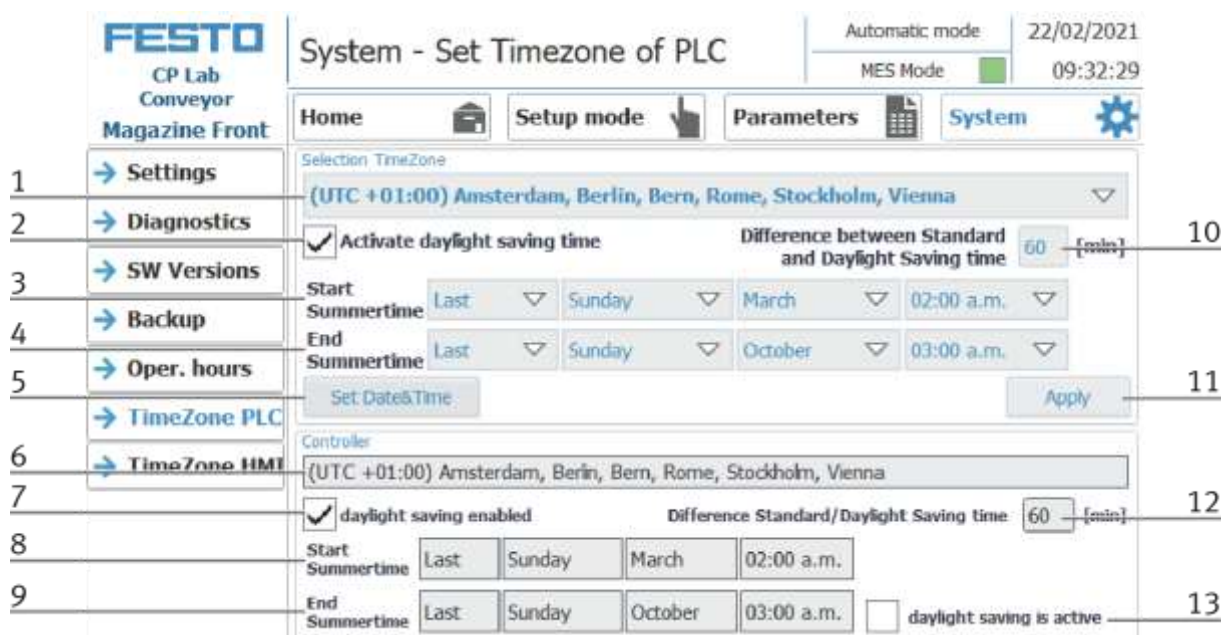 FESTO
CP Lab
Conveyor
Magazine Front
System - Set Timezone of PLC
Automatic mode
MES Mode
22/02/2021
09:32:29
Home
Setup mode
Parameters
System
Settings
Diagnostics
SW Versions
Backup
Oper. hours
TimeZone PLC
TimeZone HMI
Selection TimeZone
(UTC +01:00) Amsterdam, Berlin, Bern, Rome, Stockholm, Vienna
Activate daylight saving time
Difference between Standard
and Daylight Saving time
60 [min]
Start
Summertime
Last Sunday March 02:00 a.m.
End
Summertime
Last Sunday October 03:00 a.m.
Set Date&Time
Apply
Controller
(UTC +01:00) Amsterdam, Berlin, Bern, Rome, Stockholm, Vienna
daylight saving enabled
Difference Standard/Daylight Saving time
60 [min]
Start
Summertime
Last Sunday March 02:00 a.m.
End
Summertime
Last Sunday October 03:00 a.m.
daylight saving is active
1
2
3
4
5
6
7
8
9
10
11
12
13